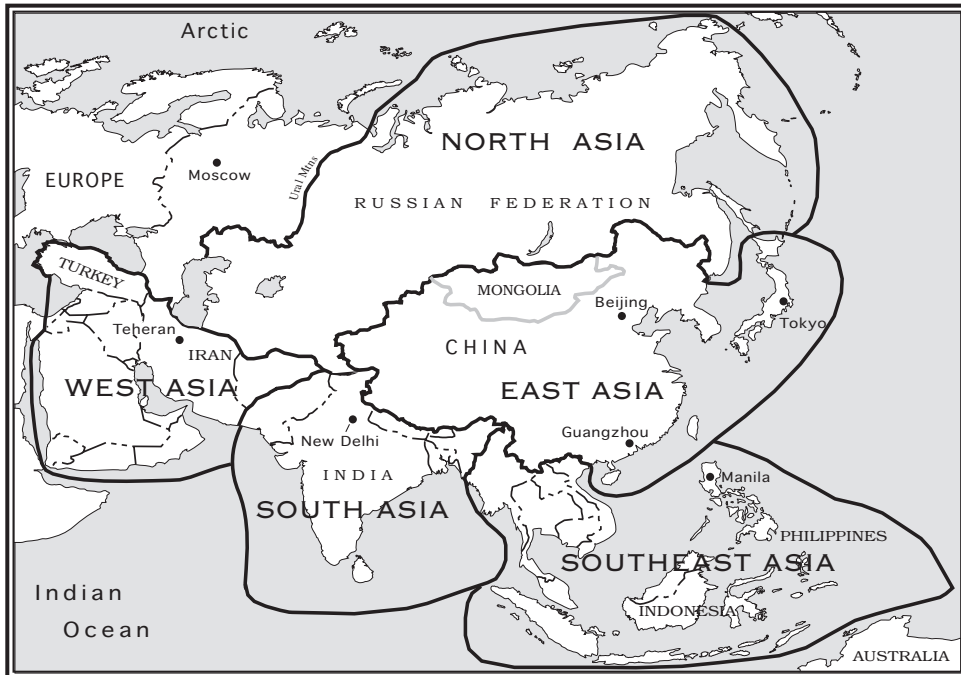 Arctic
NORTH ASIA
Ural Mtns
Moscow
EUROPE
RUSSIAN FEDERATION
TURKEY
MONGOLIA
Beijing
Teheran
Tokyo
IRAN
CHINA
WEST ASIA
EAST ASIA
Guangzhou
New Delhi
INDIA
Manila
SOUTH ASIA
PHILIPPINES
SOUTHEAST ASIA
Indian
Ocean
INDONESIA
AUSTRALIA